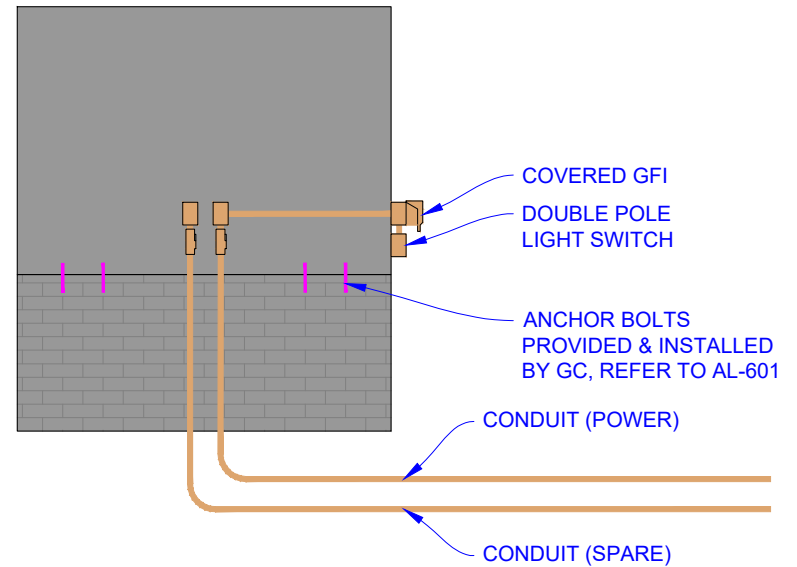 COVERED GFI
DOUBLE POLE
LIGHT SWITCH
ANCHOR BOLTS
PROVIDED & INSTALLED
BY GC, REFER TO AL-601
CONDUIT (POWER)
CONDUIT (SPARE)